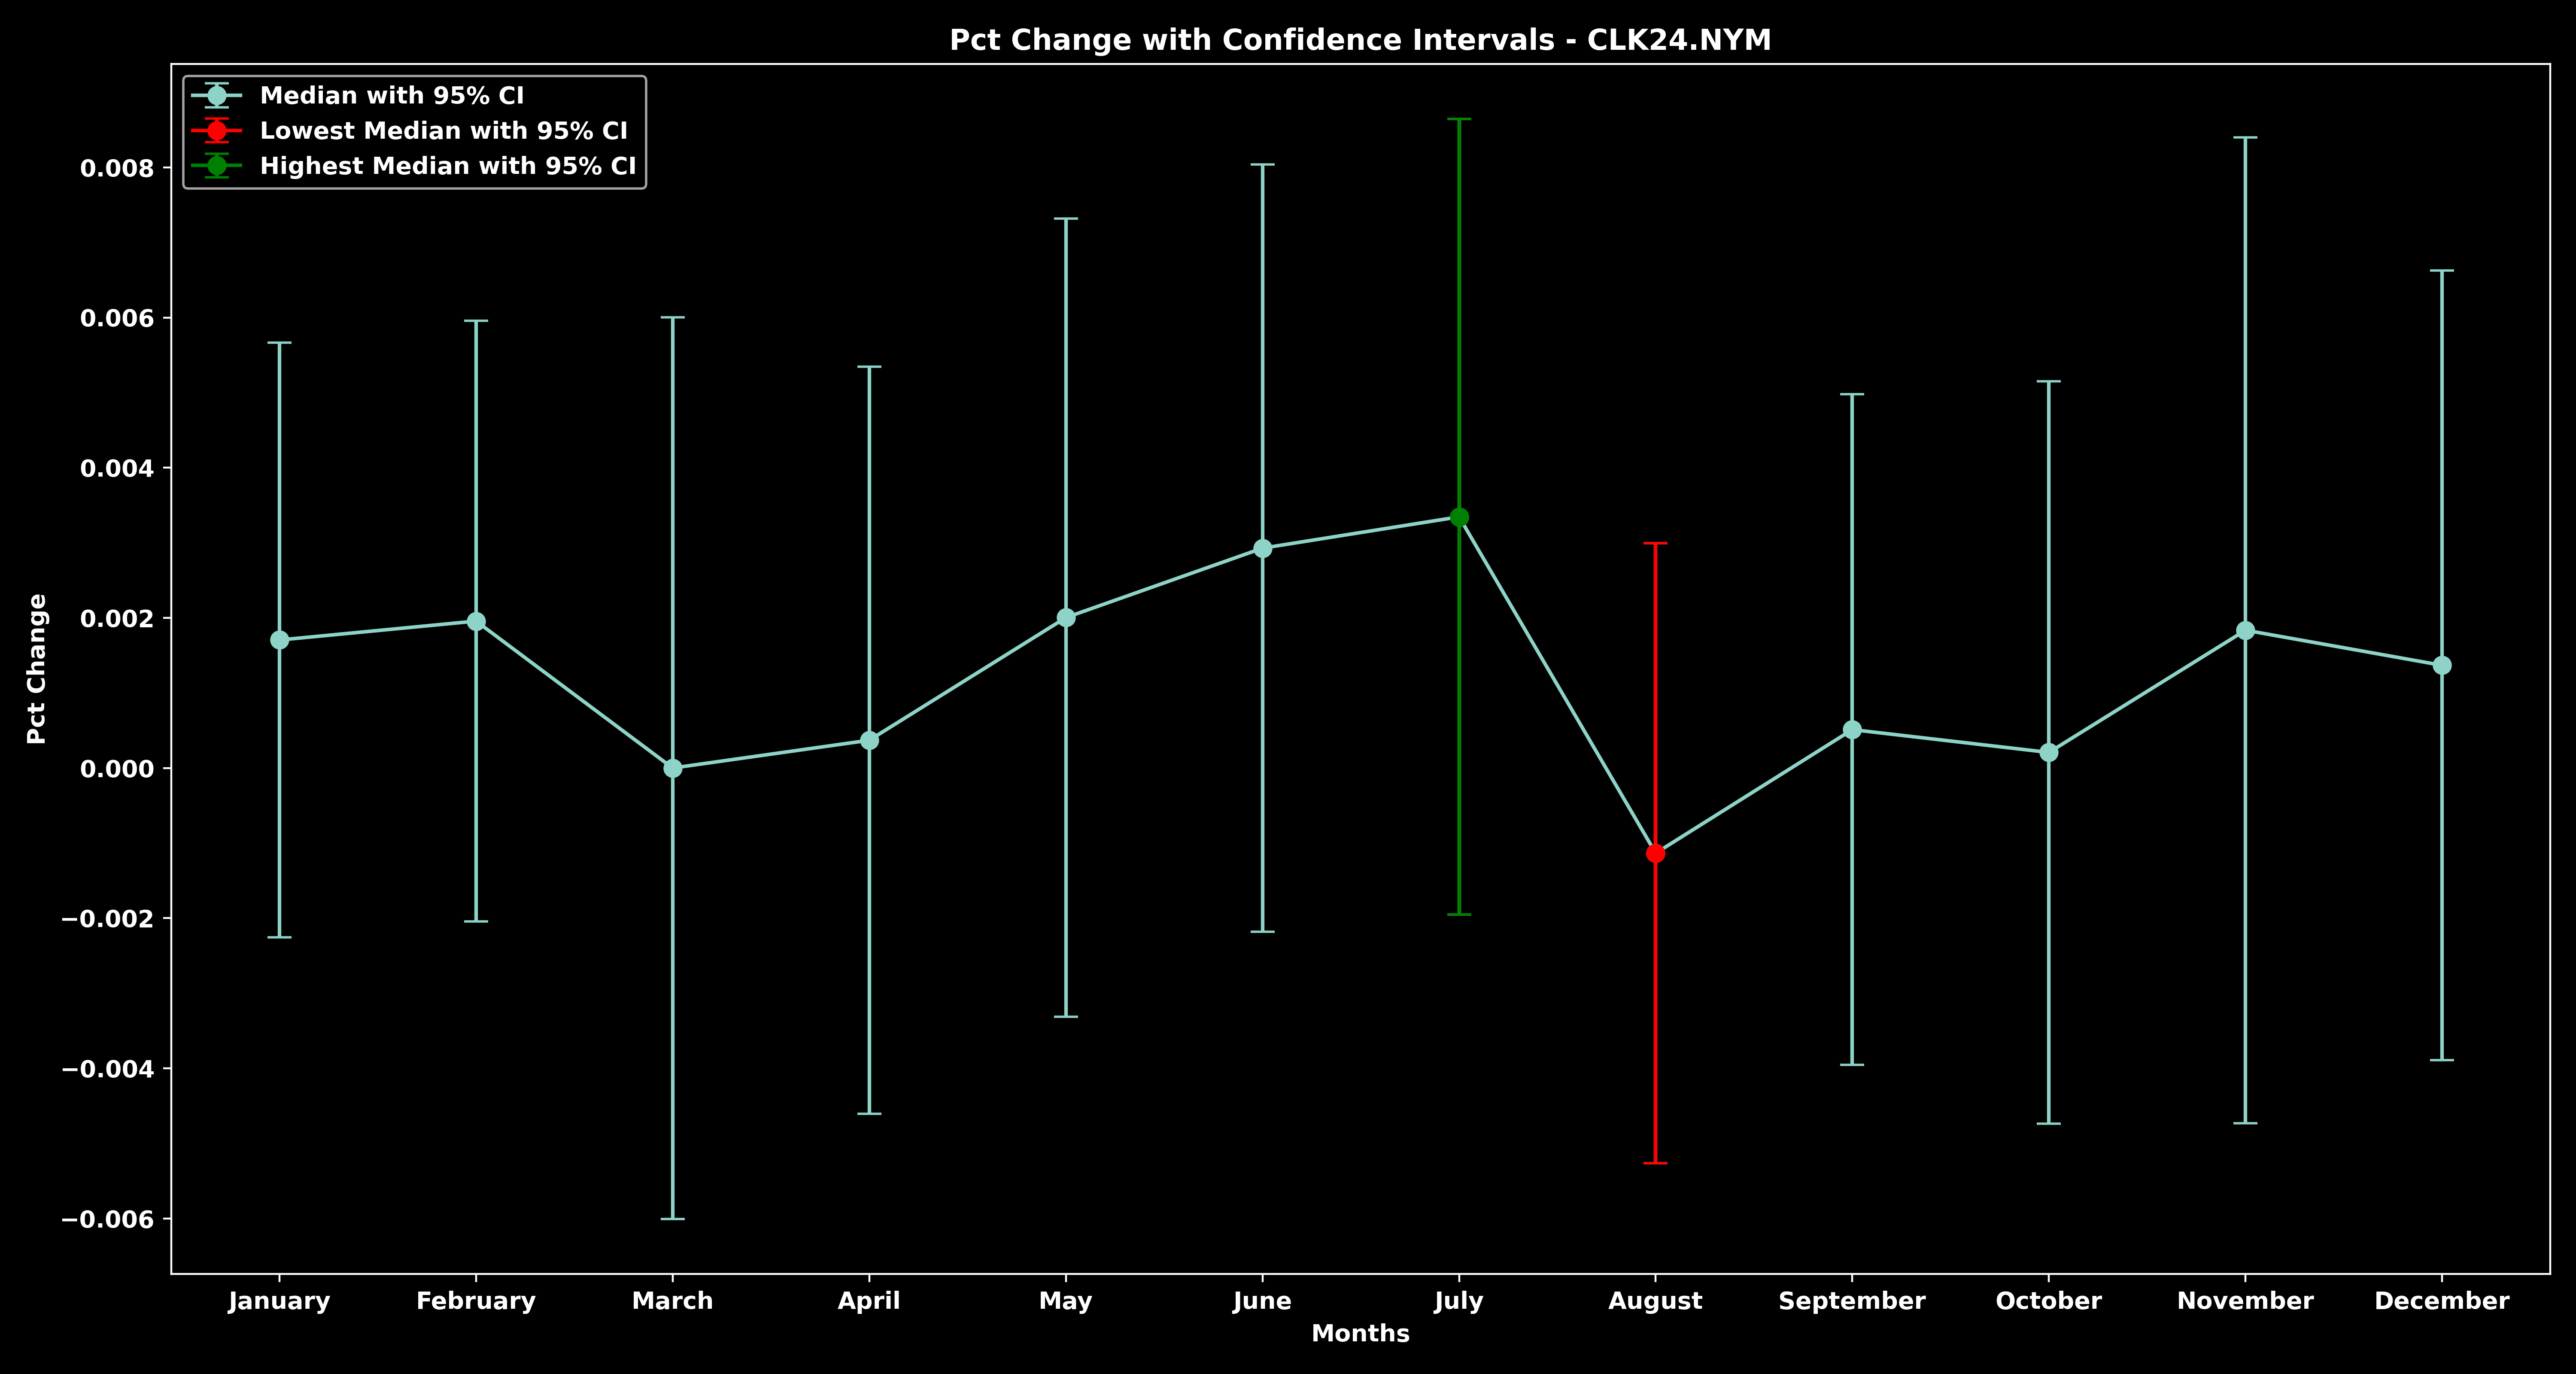 Pct Change with Confidence Intervals - CLK24.NYM
Median with 95% CI
Lowest Median with 95% CI
Highest Median with 95% CI
0.008
0.006
0.004
0.002
0.000
−0.002
−0.004
−0.006
Pct Change
January February March April May June July August September October November December
Months